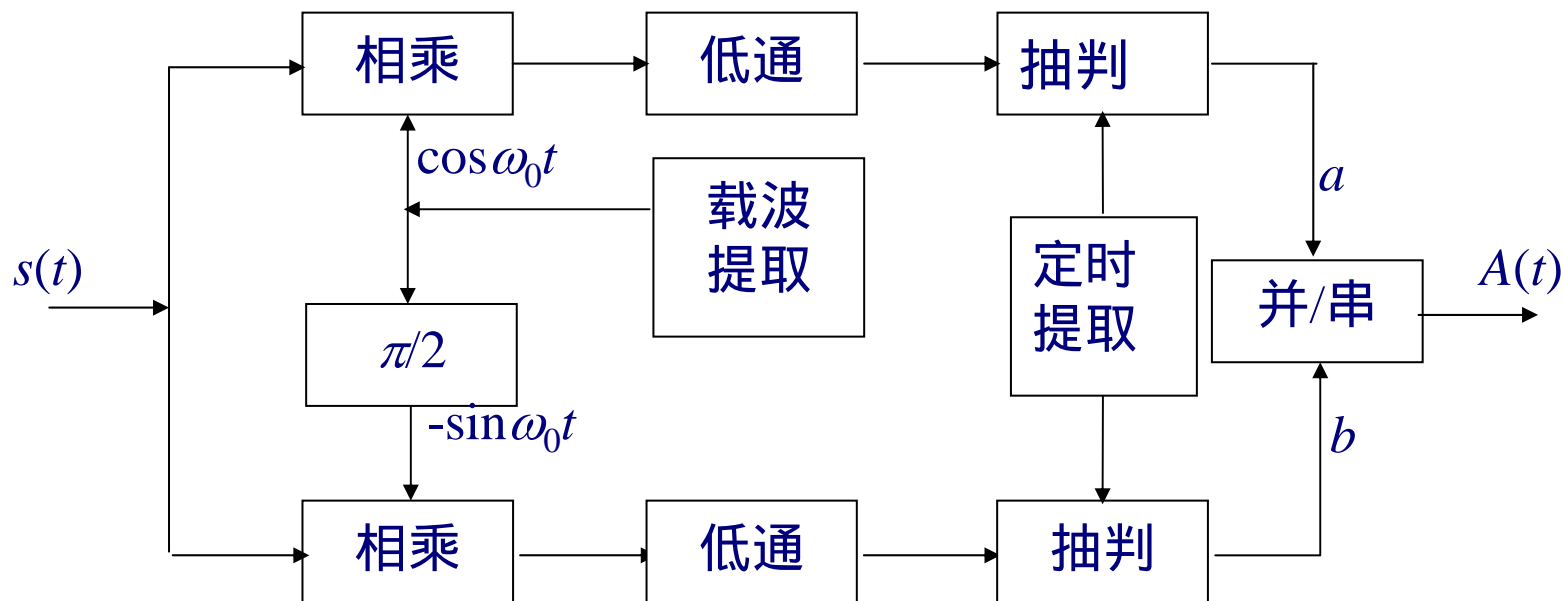 相乘
低通
抽判
cosω₀t
载波
提取
a
s(t)
定时
提取
A(t)
并/串
π/2
-sinω₀t
b
相乘
低通
抽判